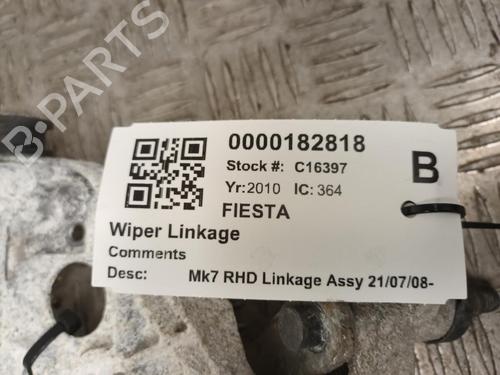 0000182818
B
Stock #: C16397
Yr: 2010 IC: 364
FIESTA
Wiper Linkage
Comments
Desc: Mk7 RHD Linkage Assy 21/07/08-
B-PARTS